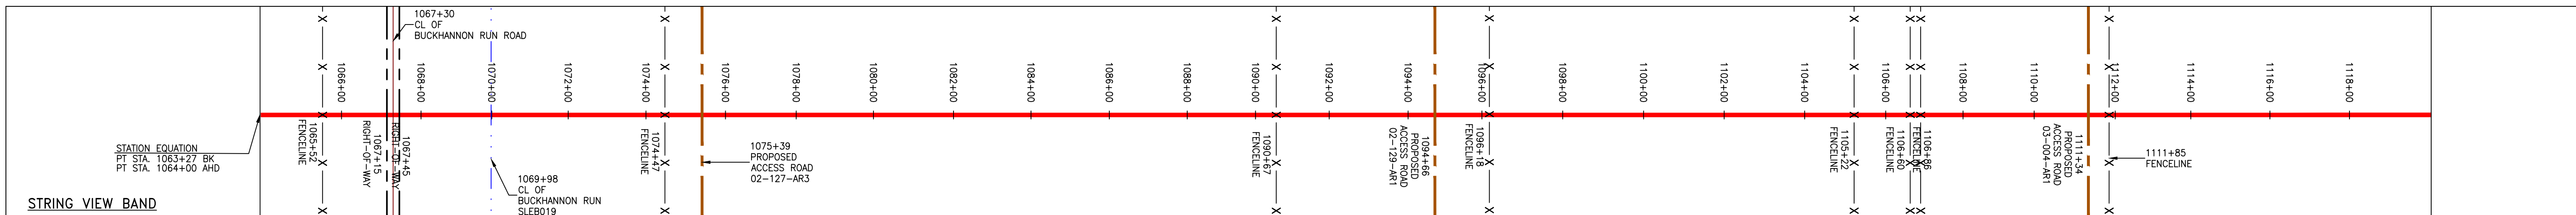 1067+30
CL OF
BUCKHANNON RUN ROAD
1066+00
1068+00
1070+00
1072+00
1074+00
1076+00
1078+00
1080+00
1082+00
1084+00
1086+00
1088+00
1090+00
1092+00
1094+00
1096+00
1098+00
1100+00
1102+00
1104+00
1106+00
1108+00
1110+00
1112+00
1114+00
1116+00
1118+00
STATION EQUATION
PT STA. 1063+27 BK
PT STA. 1064+00 AHD
1065+52
FENCELINE
1067+15
RIGHT-OF-WAY
1067+45
RIGHT-OF-WAY
1069+98
CL OF
BUCKHANNON RUN
SLEB019
1074+47
FENCELINE
1075+39
PROPOSED
ACCESS ROAD
02-127-AR3
1090+67
FENCELINE
1094+66
PROPOSED
ACCESS ROAD
02-129-AR1
1096+18
FENCELINE
1105+22
FENCELINE
1106+60
FENCELINE
1106+86
FENCELINE
1111+34
PROPOSED
ACCESS ROAD
03-004-AR1
1111+85
FENCELINE
STRING VIEW BAND